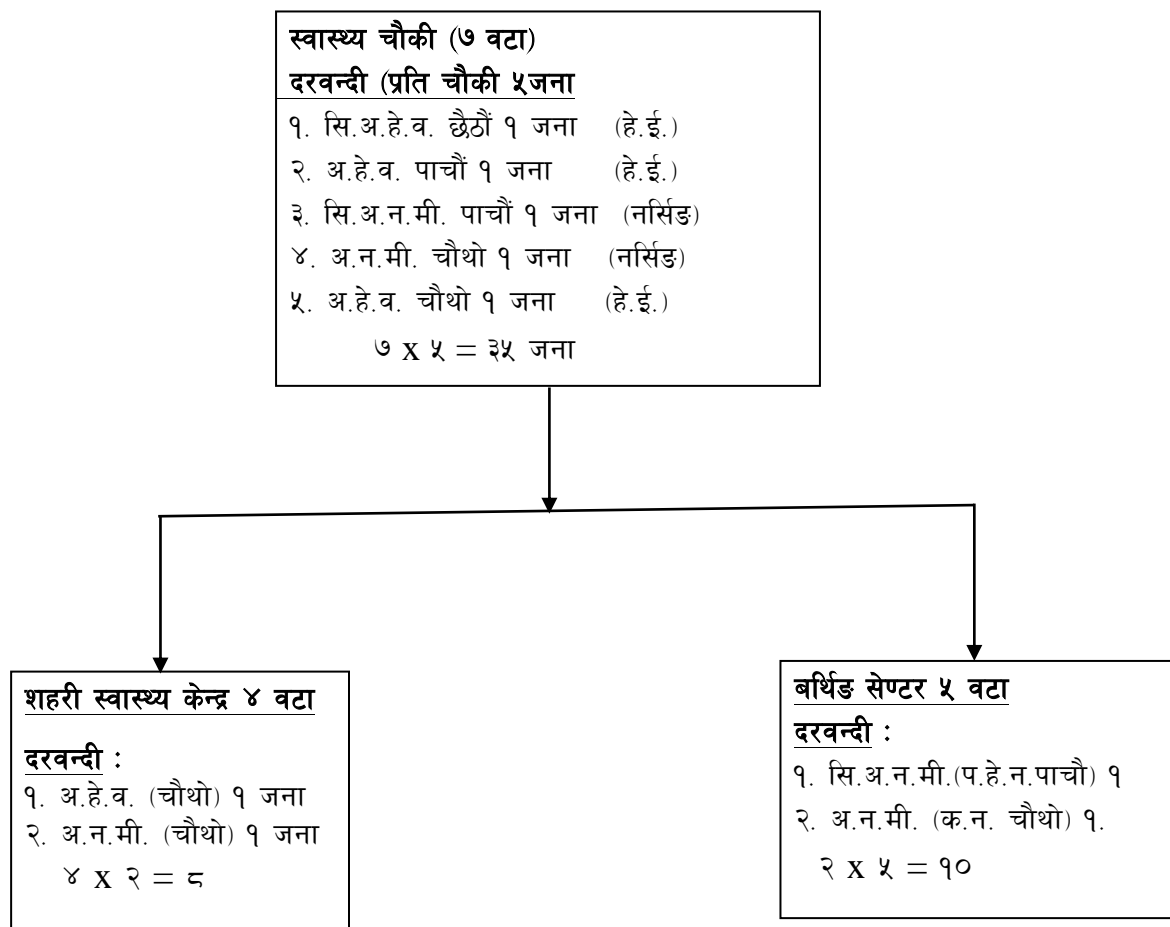 स्वास्थ्य चौकी (७ वटा)
दरवन्दी (प्रति चौकी ५जना
१. सि.अ.हे.व. छैठौं १ जना (हे.ई.)
२. अ.हे.व. पाचौं १ जना (हे.ई.)
३. सि.अ.न.मी. पाचौं १ जना (नर्सिङ)
४. अ.न.मी. चौथो १ जना (नर्सिङ)
५. अ.हे.व. चौथो १ जना (हे.ई.)
७ x ५ = ३५ जना
शहरी स्वास्थ्य केन्द्र ४ वटा
दरवन्दी :
१. अ.हे.व. (चौथो) १ जना
२. अ.न.मी. (चौथो) १ जना
४ x २ = ८
बर्थिङ सेण्टर ५ वटा
दरवन्दी :
१. सि.अ.न.मी.(प.हे.न.पाचौ) १
२. अ.न.मी. (क.न. चौथो) १.
२ x ५ = १०